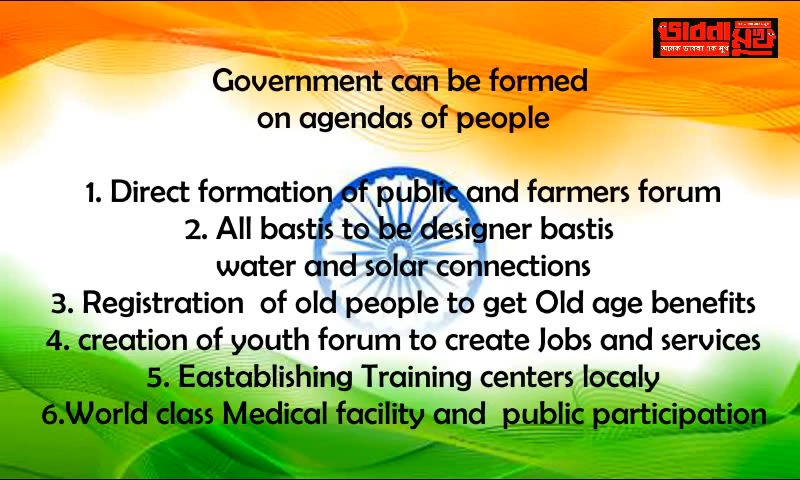 অনেক ভাবনা এক মুখ
Government can be formed
on agendas of people
1. Direct formation of public and farmers forum
2. All bastis to be designer bastis
water and solar connections
3. Registration  of old people to get Old age benefits
4. creation of youth forum to create Jobs and services
5. Eastablishing Training centers localy
6.World class Medical facility and  public participation